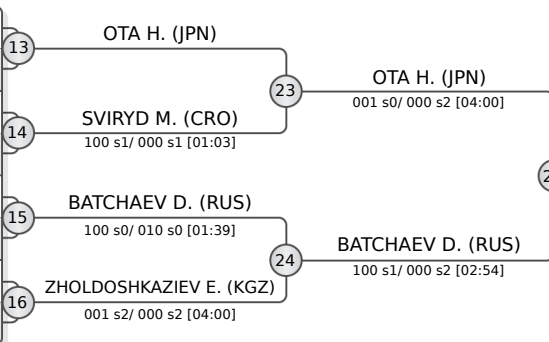 13
OTA H. (JPN)
23
OTA H. (JPN)
001 s0/ 000 s2 [04:00]
14
SVIRYD M. (CRO)
100 s1/ 000 s1 [01:03]
15
BATCHAEV D. (RUS)
100 s0/ 010 s0 [01:39]
24
BATCHAEV D. (RUS)
100 s1/ 000 s2 [02:54]
16
ZHOLDOSHKAZIEV E. (KGZ)
001 s2/ 000 s2 [04:00]